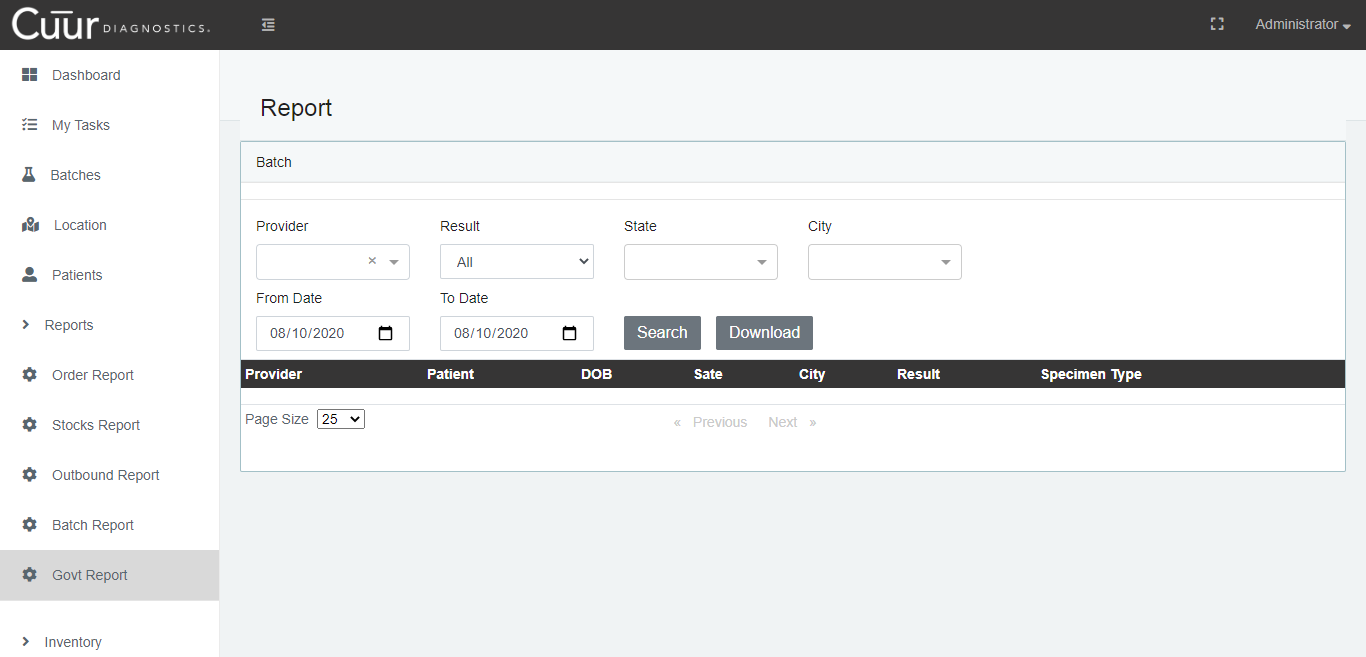 Cūūr DIAGNOSTICS.
Administrator
Dashboard
My Tasks
Batches
Location
Patients
Reports
Order Report
Stocks Report
Outbound Report
Batch Report
Govt Report
Inventory
Report
Batch
Provider Result State City
× All
From Date To Date
08/10/2020 08/10/2020 Search Download
Provider Patient DOB Sate City Result Specimen Type
Page Size 25 « Previous Next »